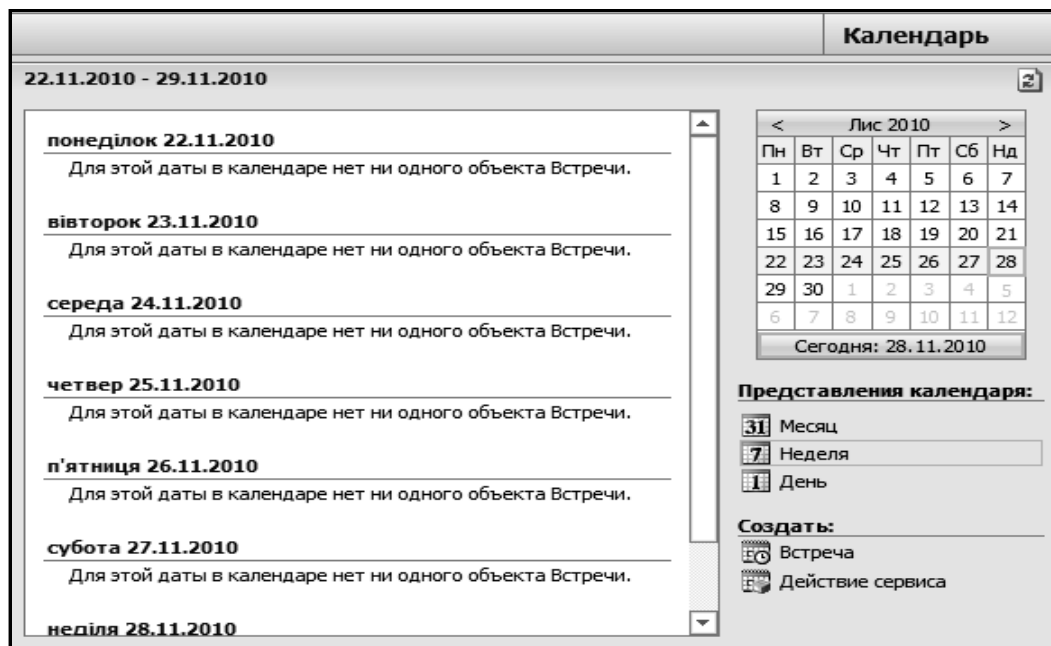 Календарь
22.11.2010 - 29.11.2010
понеділок 22.11.2010
Для этой даты в календаре нет ни одного объекта Встречи.
вівторок 23.11.2010
Для этой даты в календаре нет ни одного объекта Встречи.
середа 24.11.2010
Для этой даты в календаре нет ни одного объекта Встречи.
четвер 25.11.2010
Для этой даты в календаре нет ни одного объекта Встречи.
п'ятниця 26.11.2010
Для этой даты в календаре нет ни одного объекта Встречи.
субота 27.11.2010
Для этой даты в календаре нет ни одного объекта Встречи.
неділя 28.11.2010
< Лис 2010 >
Пн Вт Ср Чт Пт Сб Нд
1 2 3 4 5 6 7
8 9 10 11 12 13 14
15 16 17 18 19 20 21
22 23 24 25 26 27 28
29 30 1 2 3 4 5
6 7 8 9 10 11 12
Сегодня: 28.11.2010
Представления календаря:
31 Месяц
7 Неделя
1 День
Создать:
Встреча
Действие сервиса